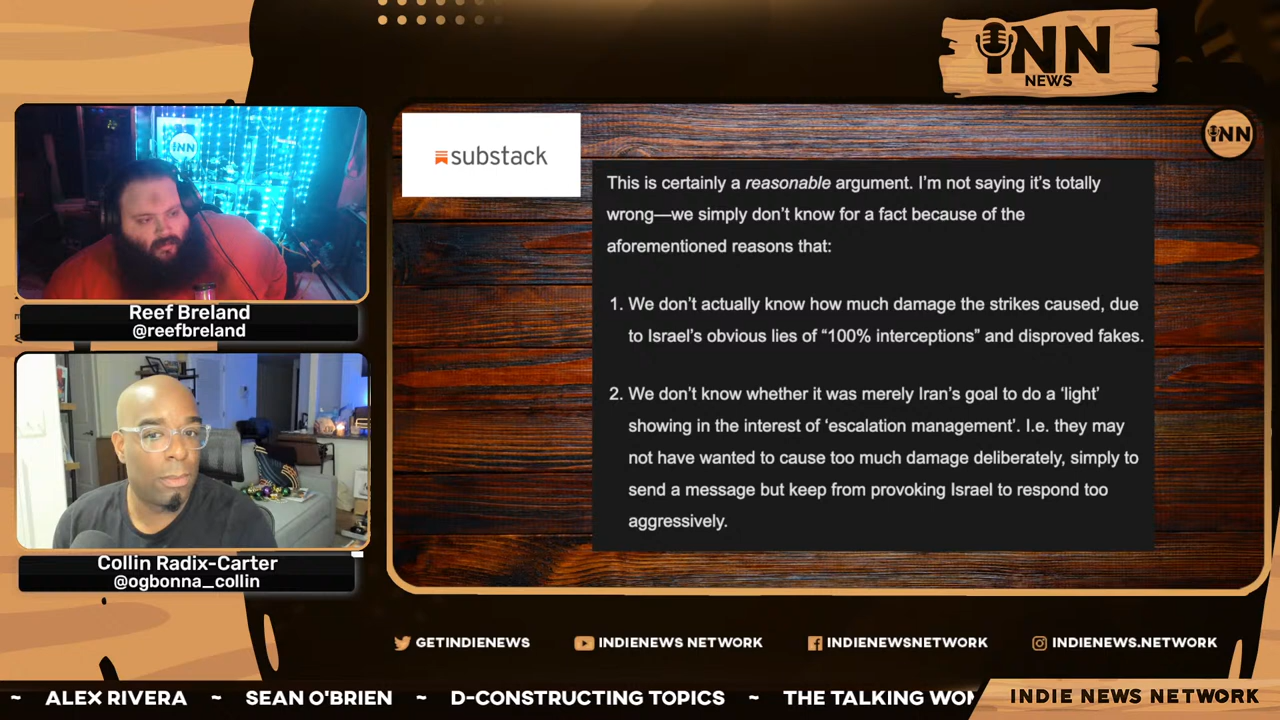 INN
NEWS
INN
INN
substack
This is certainly a reasonable argument. I'm not saying it's totally
wrong—we simply don't know for a fact because of the
aforementioned reasons that:
1. We don't actually know how much damage the strikes caused, due
to Israel's obvious lies of “100% interceptions” and disproved fakes.
2. We don't know whether it was merely Iran's goal to do a ‘light’
showing in the interest of ‘escalation management’. I.e. they may
not have wanted to cause too much damage deliberately, simply to
send a message but keep from provoking Israel to respond too
aggressively.
Reef Breland
@reefbreland
Collin Radix-Carter
@ogbonna_collin
GETINDIENEWS
INDIENEWS NETWORK
INDIENEWSNETWORK
INDIENEWS.NETWORK
~ ALEX RIVERA ~ SEAN O'BRIEN ~ D-CONSTRUCTING TOPICS ~ THE TALKING
INDIE NEWS NETWORK